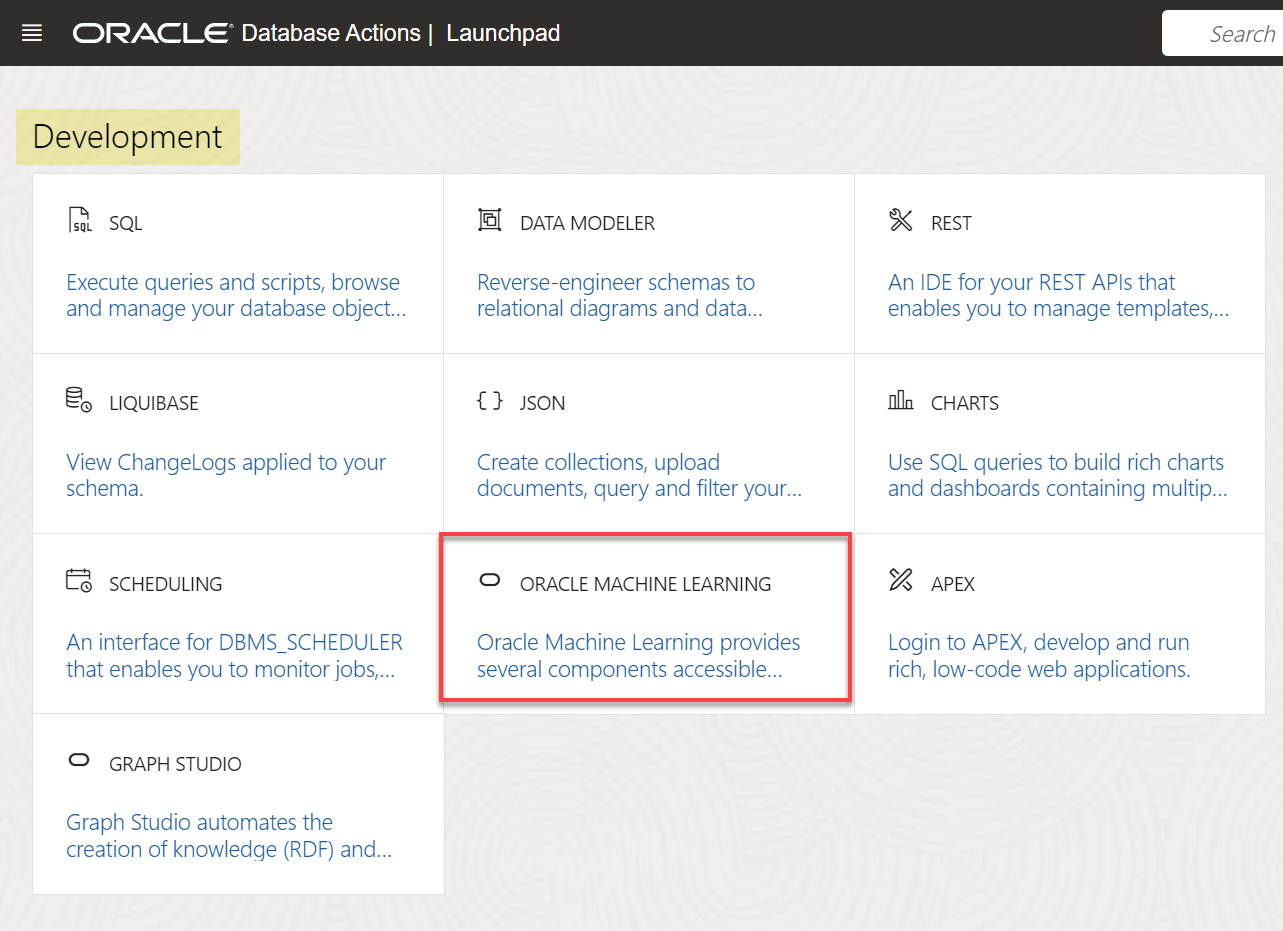 ORACLE® Database Actions | Launchpad
Search
Development
SQL
Execute queries and scripts, browse
and manage your database object...
DATA MODELER
Reverse-engineer schemas to
relational diagrams and data...
REST
An IDE for your REST APIs that
enables you to manage templates,...
LIQUIBASE
View ChangeLogs applied to your
schema.
JSON
Create collections, upload
documents, query and filter your...
CHARTS
Use SQL queries to build rich charts
and dashboards containing multip...
SCHEDULING
An interface for DBMS_SCHEDULER
that enables you to monitor jobs,...
ORACLE MACHINE LEARNING
Oracle Machine Learning provides
several components accessible...
APEX
Login to APEX, develop and run
rich, low-code web applications.
GRAPH STUDIO
Graph Studio automates the
creation of knowledge (RDF) and...